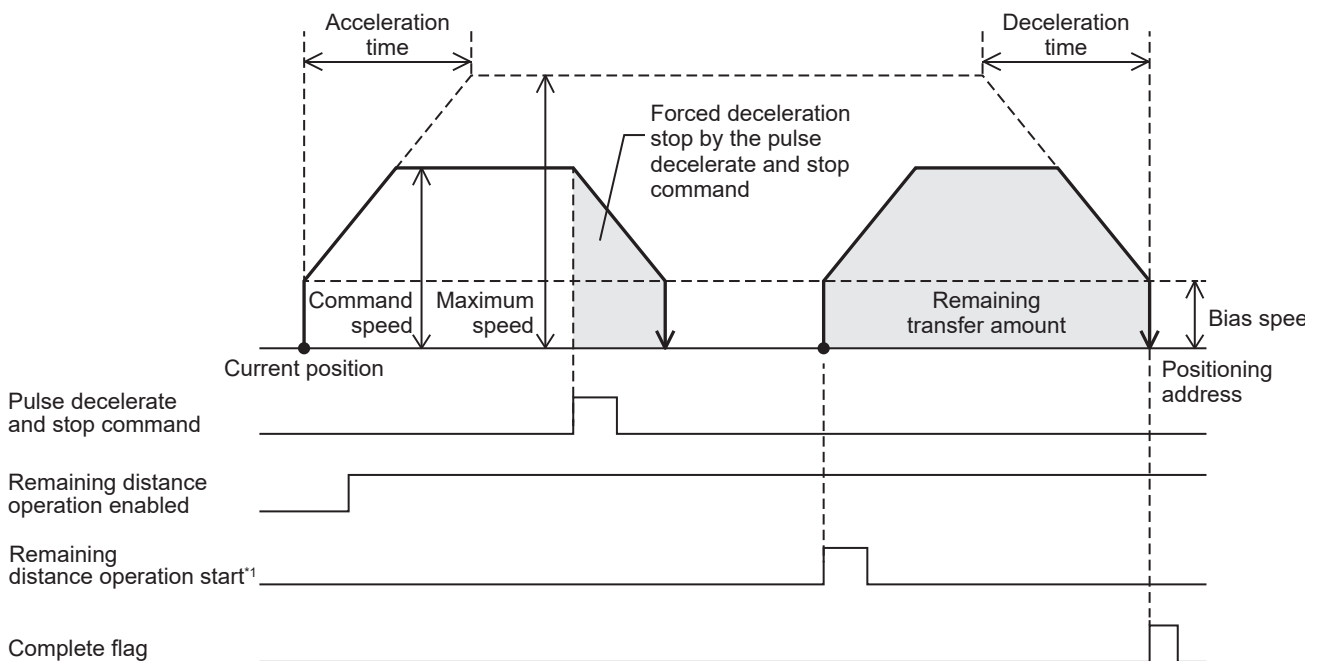 Acceleration
time
Deceleration
time
Forced deceleration
stop by the pulse
decelerate and stop
command
Command
speed
Maximum
speed
Remaining
transfer amount
Bias spee
Current position
Positioning
address
Pulse decelerate
and stop command
Remaining distance
operation enabled
Remaining
distance operation start*1
Complete flag